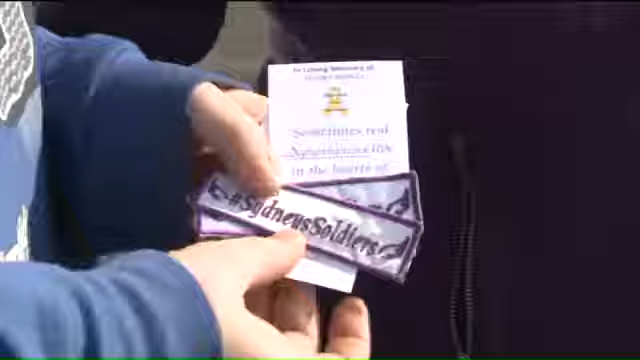 In Loving Memory of
Sometimes real
Superheroes live
in the hearts of
#SydneysSoldiers